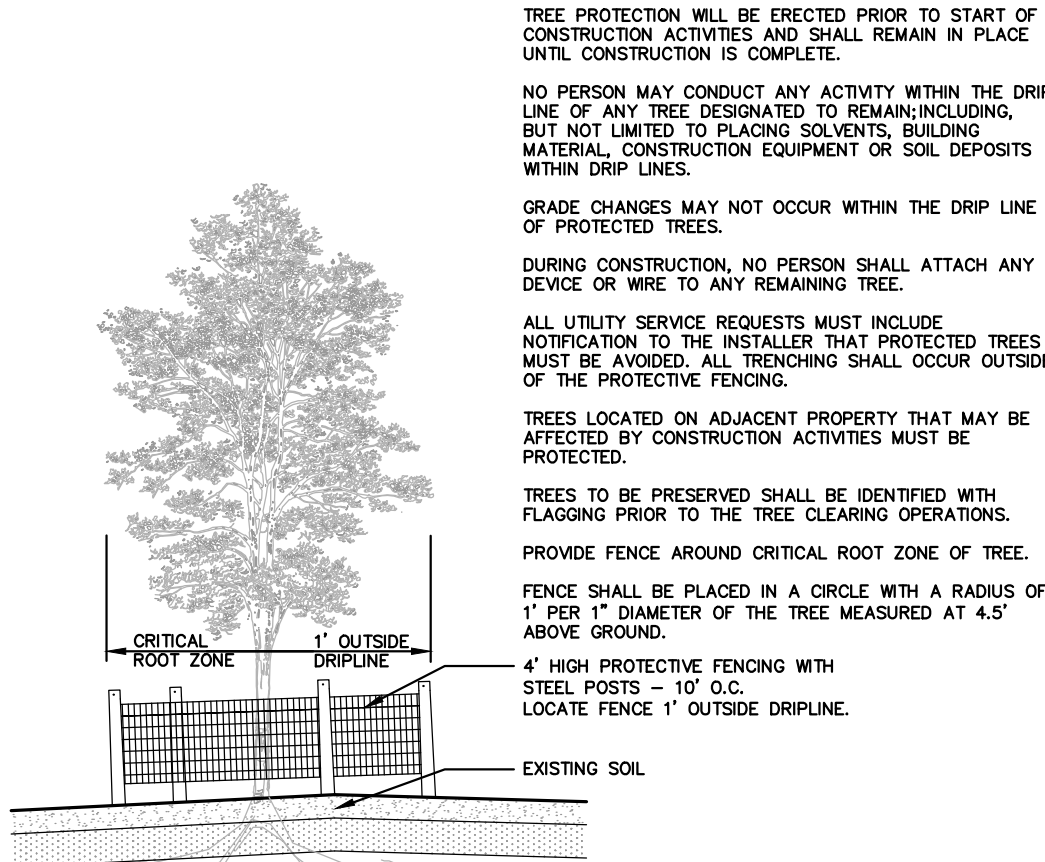 TREE PROTECTION WILL BE ERECTED PRIOR TO START OF
CONSTRUCTION ACTIVITIES AND SHALL REMAIN IN PLACE
UNTIL CONSTRUCTION IS COMPLETE.
NO PERSON MAY CONDUCT ANY ACTIVITY WITHIN THE DRIP
LINE OF ANY TREE DESIGNATED TO REMAIN;INCLUDING,
BUT NOT LIMITED TO PLACING SOLVENTS, BUILDING
MATERIAL, CONSTRUCTION EQUIPMENT OR SOIL DEPOSITS
WITHIN DRIP LINES.
GRADE CHANGES MAY NOT OCCUR WITHIN THE DRIP LINE
OF PROTECTED TREES.
DURING CONSTRUCTION, NO PERSON SHALL ATTACH ANY
DEVICE OR WIRE TO ANY REMAINING TREE.
ALL UTILITY SERVICE REQUESTS MUST INCLUDE
NOTIFICATION TO THE INSTALLER THAT PROTECTED TREES
MUST BE AVOIDED. ALL TRENCHING SHALL OCCUR OUTSIDE
OF THE PROTECTIVE FENCING.
TREES LOCATED ON ADJACENT PROPERTY THAT MAY BE
AFFECTED BY CONSTRUCTION ACTIVITIES MUST BE
PROTECTED.
TREES TO BE PRESERVED SHALL BE IDENTIFIED WITH
FLAGGING PRIOR TO THE TREE CLEARING OPERATIONS.
PROVIDE FENCE AROUND CRITICAL ROOT ZONE OF TREE.
FENCE SHALL BE PLACED IN A CIRCLE WITH A RADIUS OF
1' PER 1" DIAMETER OF THE TREE MEASURED AT 4.5'
ABOVE GROUND.
CRITICAL
ROOT ZONE
1' OUTSIDE
DRIPLINE
4' HIGH PROTECTIVE FENCING WITH
STEEL POSTS – 10' O.C.
LOCATE FENCE 1' OUTSIDE DRIPLINE.
EXISTING SOIL